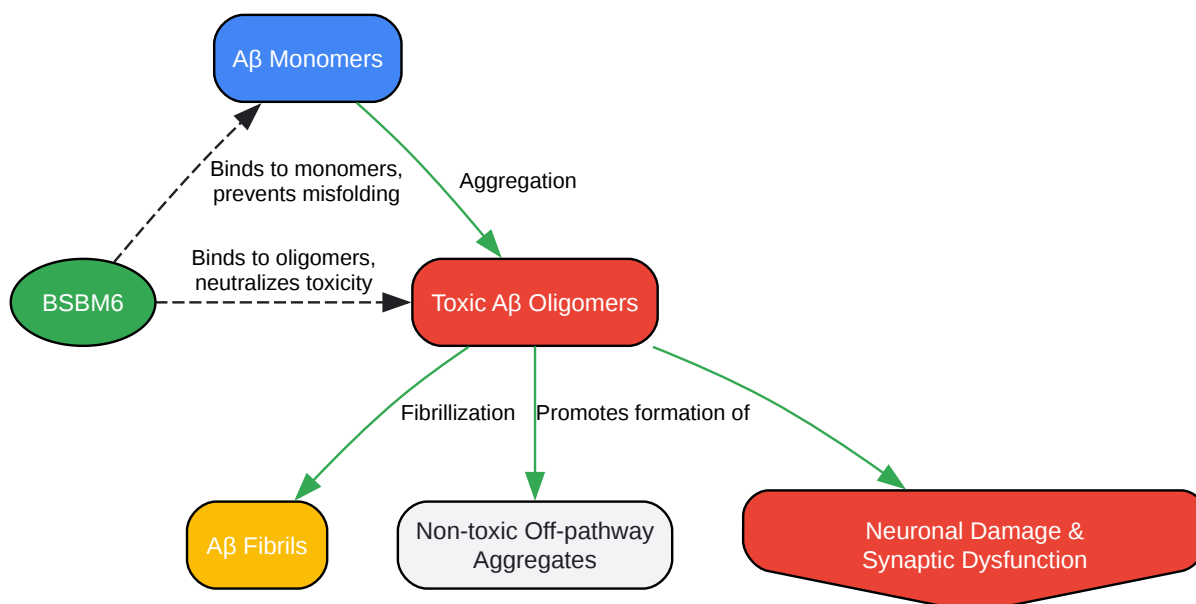 Aβ Monomers
Binds to monomers,
prevents misfolding
Aggregation
Binds to oligomers,
neutralizes toxicity
BSBM6
Toxic Aβ Oligomers
Fibrillization
Promotes formation of
Aβ Fibrils
Non-toxic Off-pathway
Aggregates
Neuronal Damage &
Synaptic Dysfunction